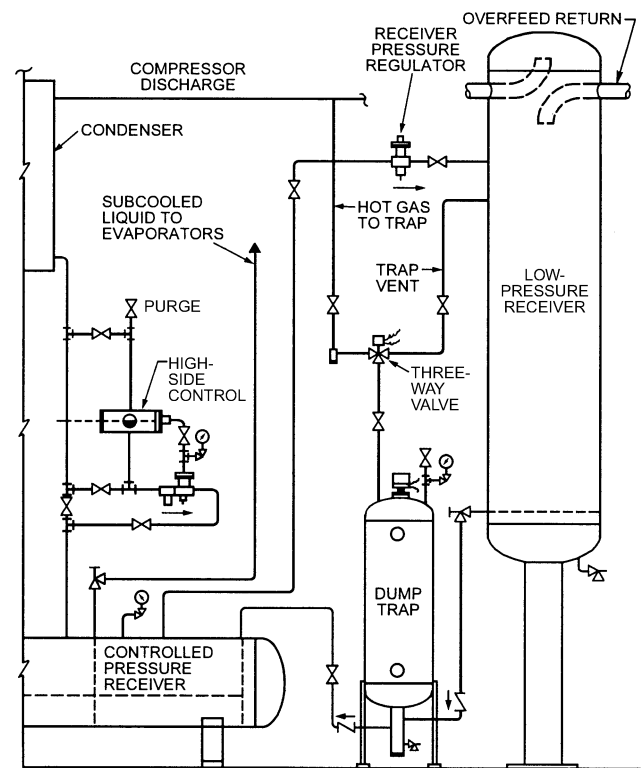 OVERFEED RETURN
RECEIVER
PRESSURE
REGULATOR
COMPRESSOR
DISCHARGE
CONDENSER
SUBCOOLED
LIQUID TO
EVAPORATORS
HOT GAS
TO TRAP
TRAP
VENT
LOW-
PRESSURE
RECEIVER
PURGE
HIGH-
SIDE
CONTROL
THREE-
WAY
VALVE
DUMP
TRAP
CONTROLLED
PRESSURE
RECEIVER